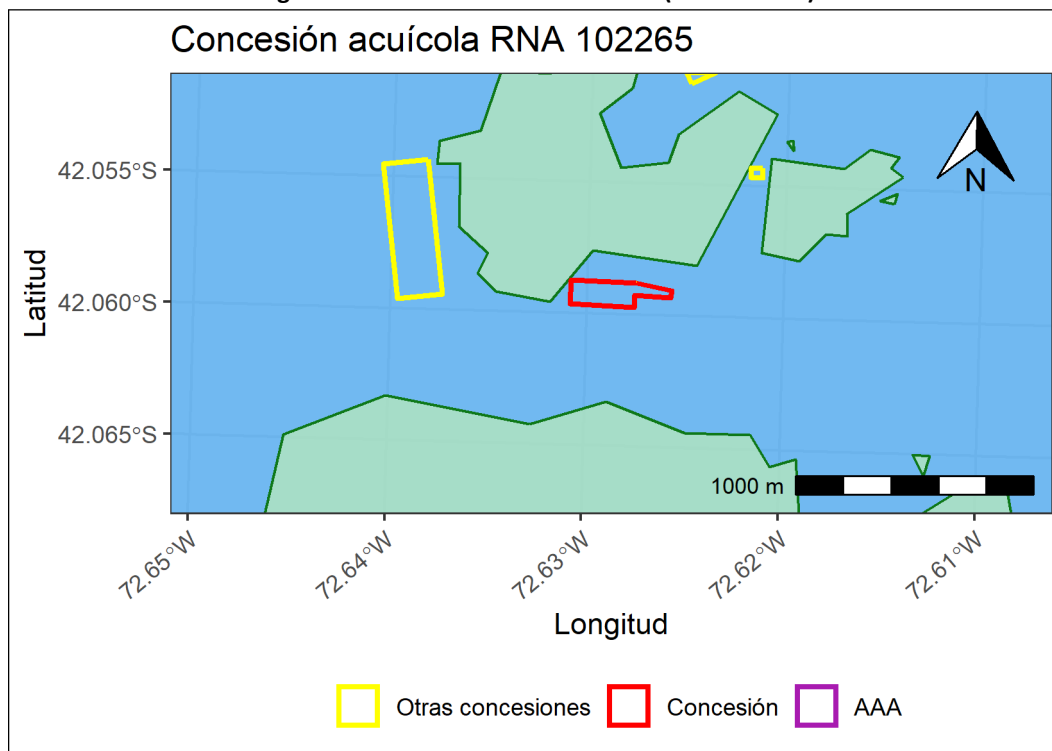 Concesión acuícola RNA 102265
N
42.055°S
42.060°S
42.065°S
Latitud
1000 m
72.65°W
72.64°W
72.63°W
72.62°W
72.61°W
Longitud
Otras concesiones
Concesión
AAA